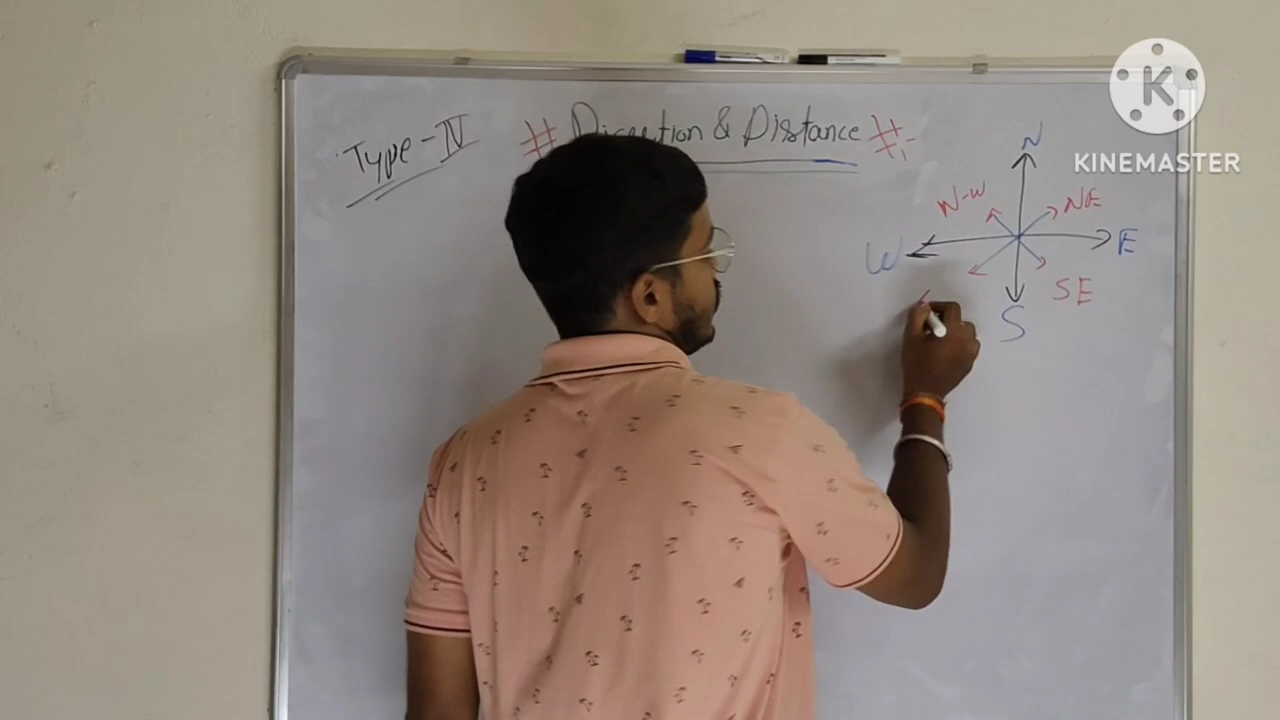 Type-IV
# Direction & Distance #:-
N
N-W
NE
W
E
SE
S
K
KINEMASTER